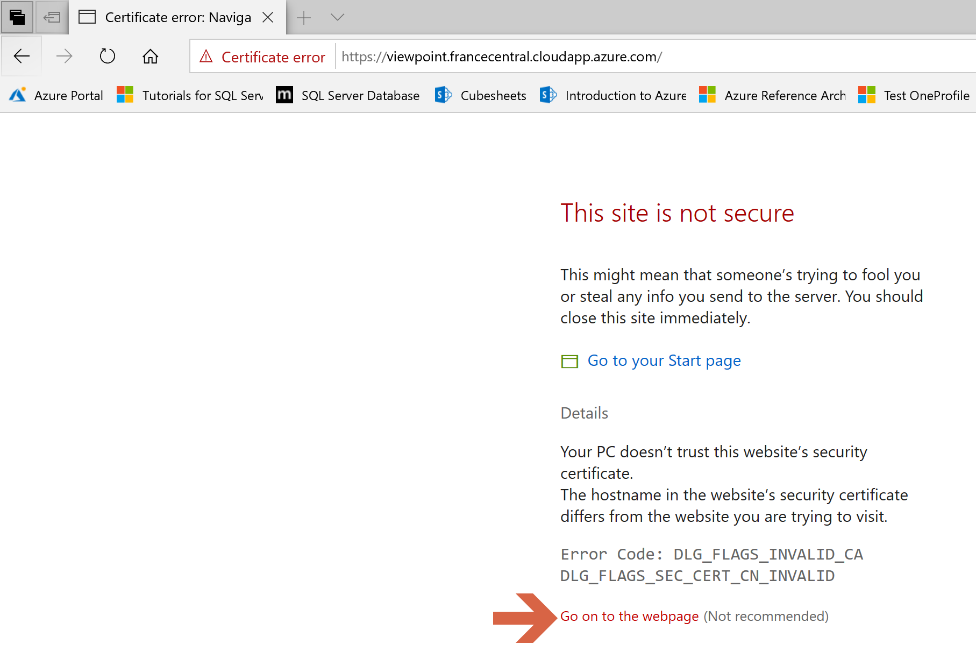 Certificate error: Naviga
Certificate error https://viewpoint.francecentral.cloudapp.azure.com/
Azure Portal Tutorials for SQL Serv m SQL Server Database Cubesheets Introduction to Azure Azure Reference Arch Test OneProfile
This site is not secure
This might mean that someone’s trying to fool you
or steal any info you send to the server. You should
close this site immediately.
Go to your Start page
Details
Your PC doesn’t trust this website’s security
certificate.
The hostname in the website’s security certificate
differs from the website you are trying to visit.
Error Code: DLG_FLAGS_INVALID_CA
DLG_FLAGS_SEC_CERT_CN_INVALID
Go on to the webpage (Not recommended)